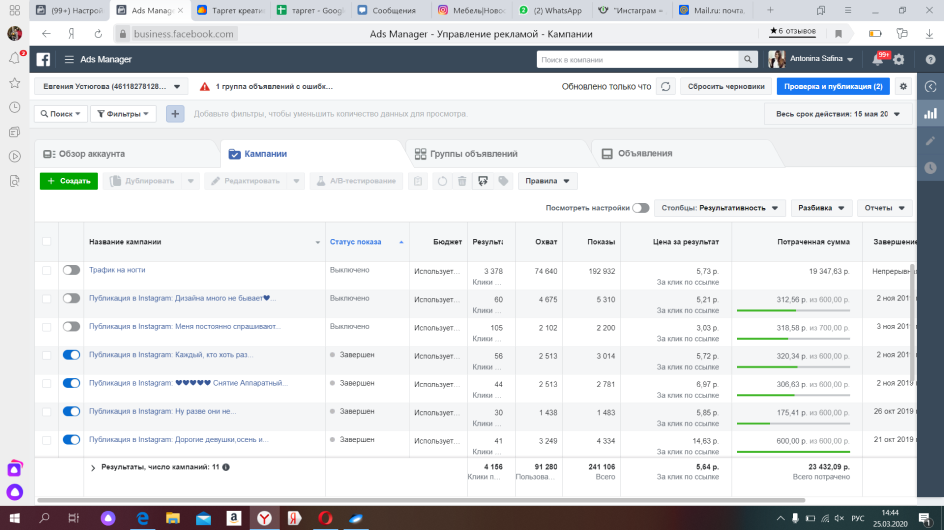 (99+) Настрой
Ads Manag
Таргет креати
таргет - Googl
Сообщения
Мебель|Новос
(2) WhatsApp
"Инстаграм –
Mail.ru: почта,
business.facebook.com
Ads Manager - Управление рекламой - Кампании
★6 отзывов
Ads Manager
Поиск в кампании
Antonina Safina
99+
Евгения Устюгова (46118278128...
1 группа объявлений с ошибк...
Обновлено только что
Сбросить черновики
Проверка и публикация (2)
Поиск
Фильтры
Добавьте фильтры, чтобы уменьшить количество данных для просмотра.
Весь срок действия: 15 мая 20
Обзор аккаунта
Кампании
Группы объявлений
Объявления
+ Создать
Дублировать
Редактировать
A/B-тестирование
Правила
Посмотреть настройки
Столбцы: Результативность
Разбивка
Отчеты
Название кампании
Статус показа
Бюджет
Результа
Охват
Показы
Цена за результат
Потраченная сумма
Завершение
Трафик на ногти
Выключено
Использует...
3 378
74 640
192 932
5,73 р.
19 347,63 р.
Непрерывн
Клики ...
За клик по ссылке
Публикация в Instagram: Дизайна много не бывает🖤...
Выключено
Использует...
60
4 675
5 310
5,21 р.
312,56 р. из 600,00 р.
2 ноя 2019
Клики ...
За клик по ссылке
Публикация в Instagram: Меня постоянно спрашивают...
Выключено
Использует...
105
2 102
2 200
3,03 р.
318,58 р. из 700,00 р.
3 ноя 2019
Клики ...
За клик по ссылке
Публикация в Instagram: Каждый, кто хоть раз...
Завершен
Использует...
56
2 513
3 014
5,72 р.
320,34 р. из 600,00 р.
2 ноя 2019
Клики ...
За клик по ссылке
Публикация в Instagram: 🖤🖤🖤🖤🖤 Снятие Аппаратный...
Завершен
Использует...
44
2 513
2 781
6,97 р.
306,63 р. из 600,00 р.
2 ноя 2019
Клики ...
За клик по ссылке
Публикация в Instagram: Ну разве они не...
Завершен
Использует...
30
1 438
1 483
5,85 р.
175,41 р. из 600,00 р.
26 окт 2019
Клики ...
За клик по ссылке
Публикация в Instagram: Дорогие девушки,осень и...
Завершен
Использует...
41
3 249
4 334
14,63 р.
600,00 р. из 600,00 р.
21 окт 2019
Клики ...
За клик по ссылке
Результаты, число кампаний: 11
4 156
91 280
241 106
5,64 р.
23 432,09 р.
Клики п...
Пользова...
Всего
За клик по ссылке
Всего потрачено
РУС
14:44
25.03.2020